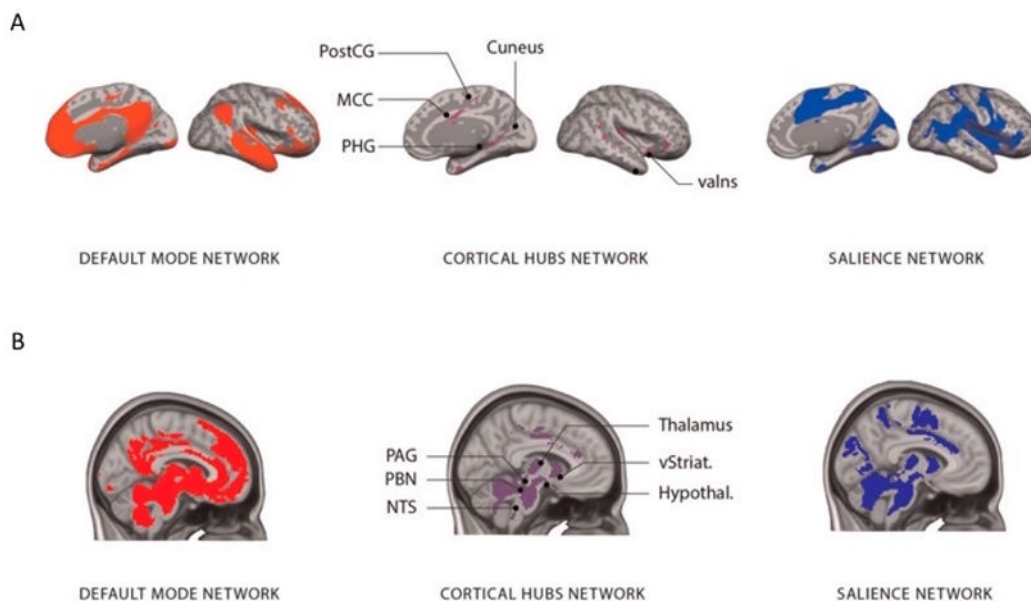 A
PostCG
Cuneus
MCC
PHG
vaIns
DEFAULT MODE NETWORK
CORTICAL HUBS NETWORK
SALIENCE NETWORK
B
Thalamus
PAG
vStriat.
PBN
Hypothal.
NTS
DEFAULT MODE NETWORK
CORTICAL HUBS NETWORK
SALIENCE NETWORK